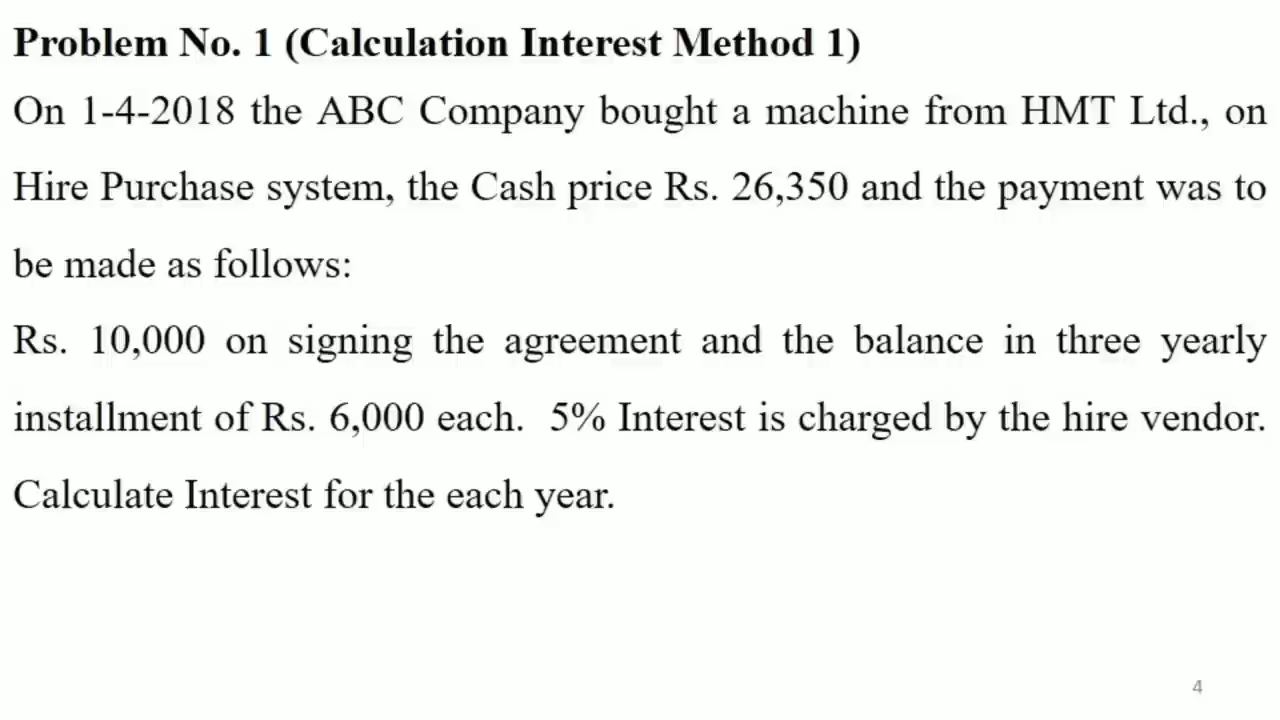 Problem No. 1 (Calculation Interest Method 1)
On 1-4-2018 the ABC Company bought a machine from HMT Ltd., on
Hire Purchase system, the Cash price Rs. 26,350 and the payment was to
be made as follows:
Rs. 10,000 on signing the agreement and the balance in three yearly
installment of Rs. 6,000 each.  5% Interest is charged by the hire vendor.
Calculate Interest for the each year.
4